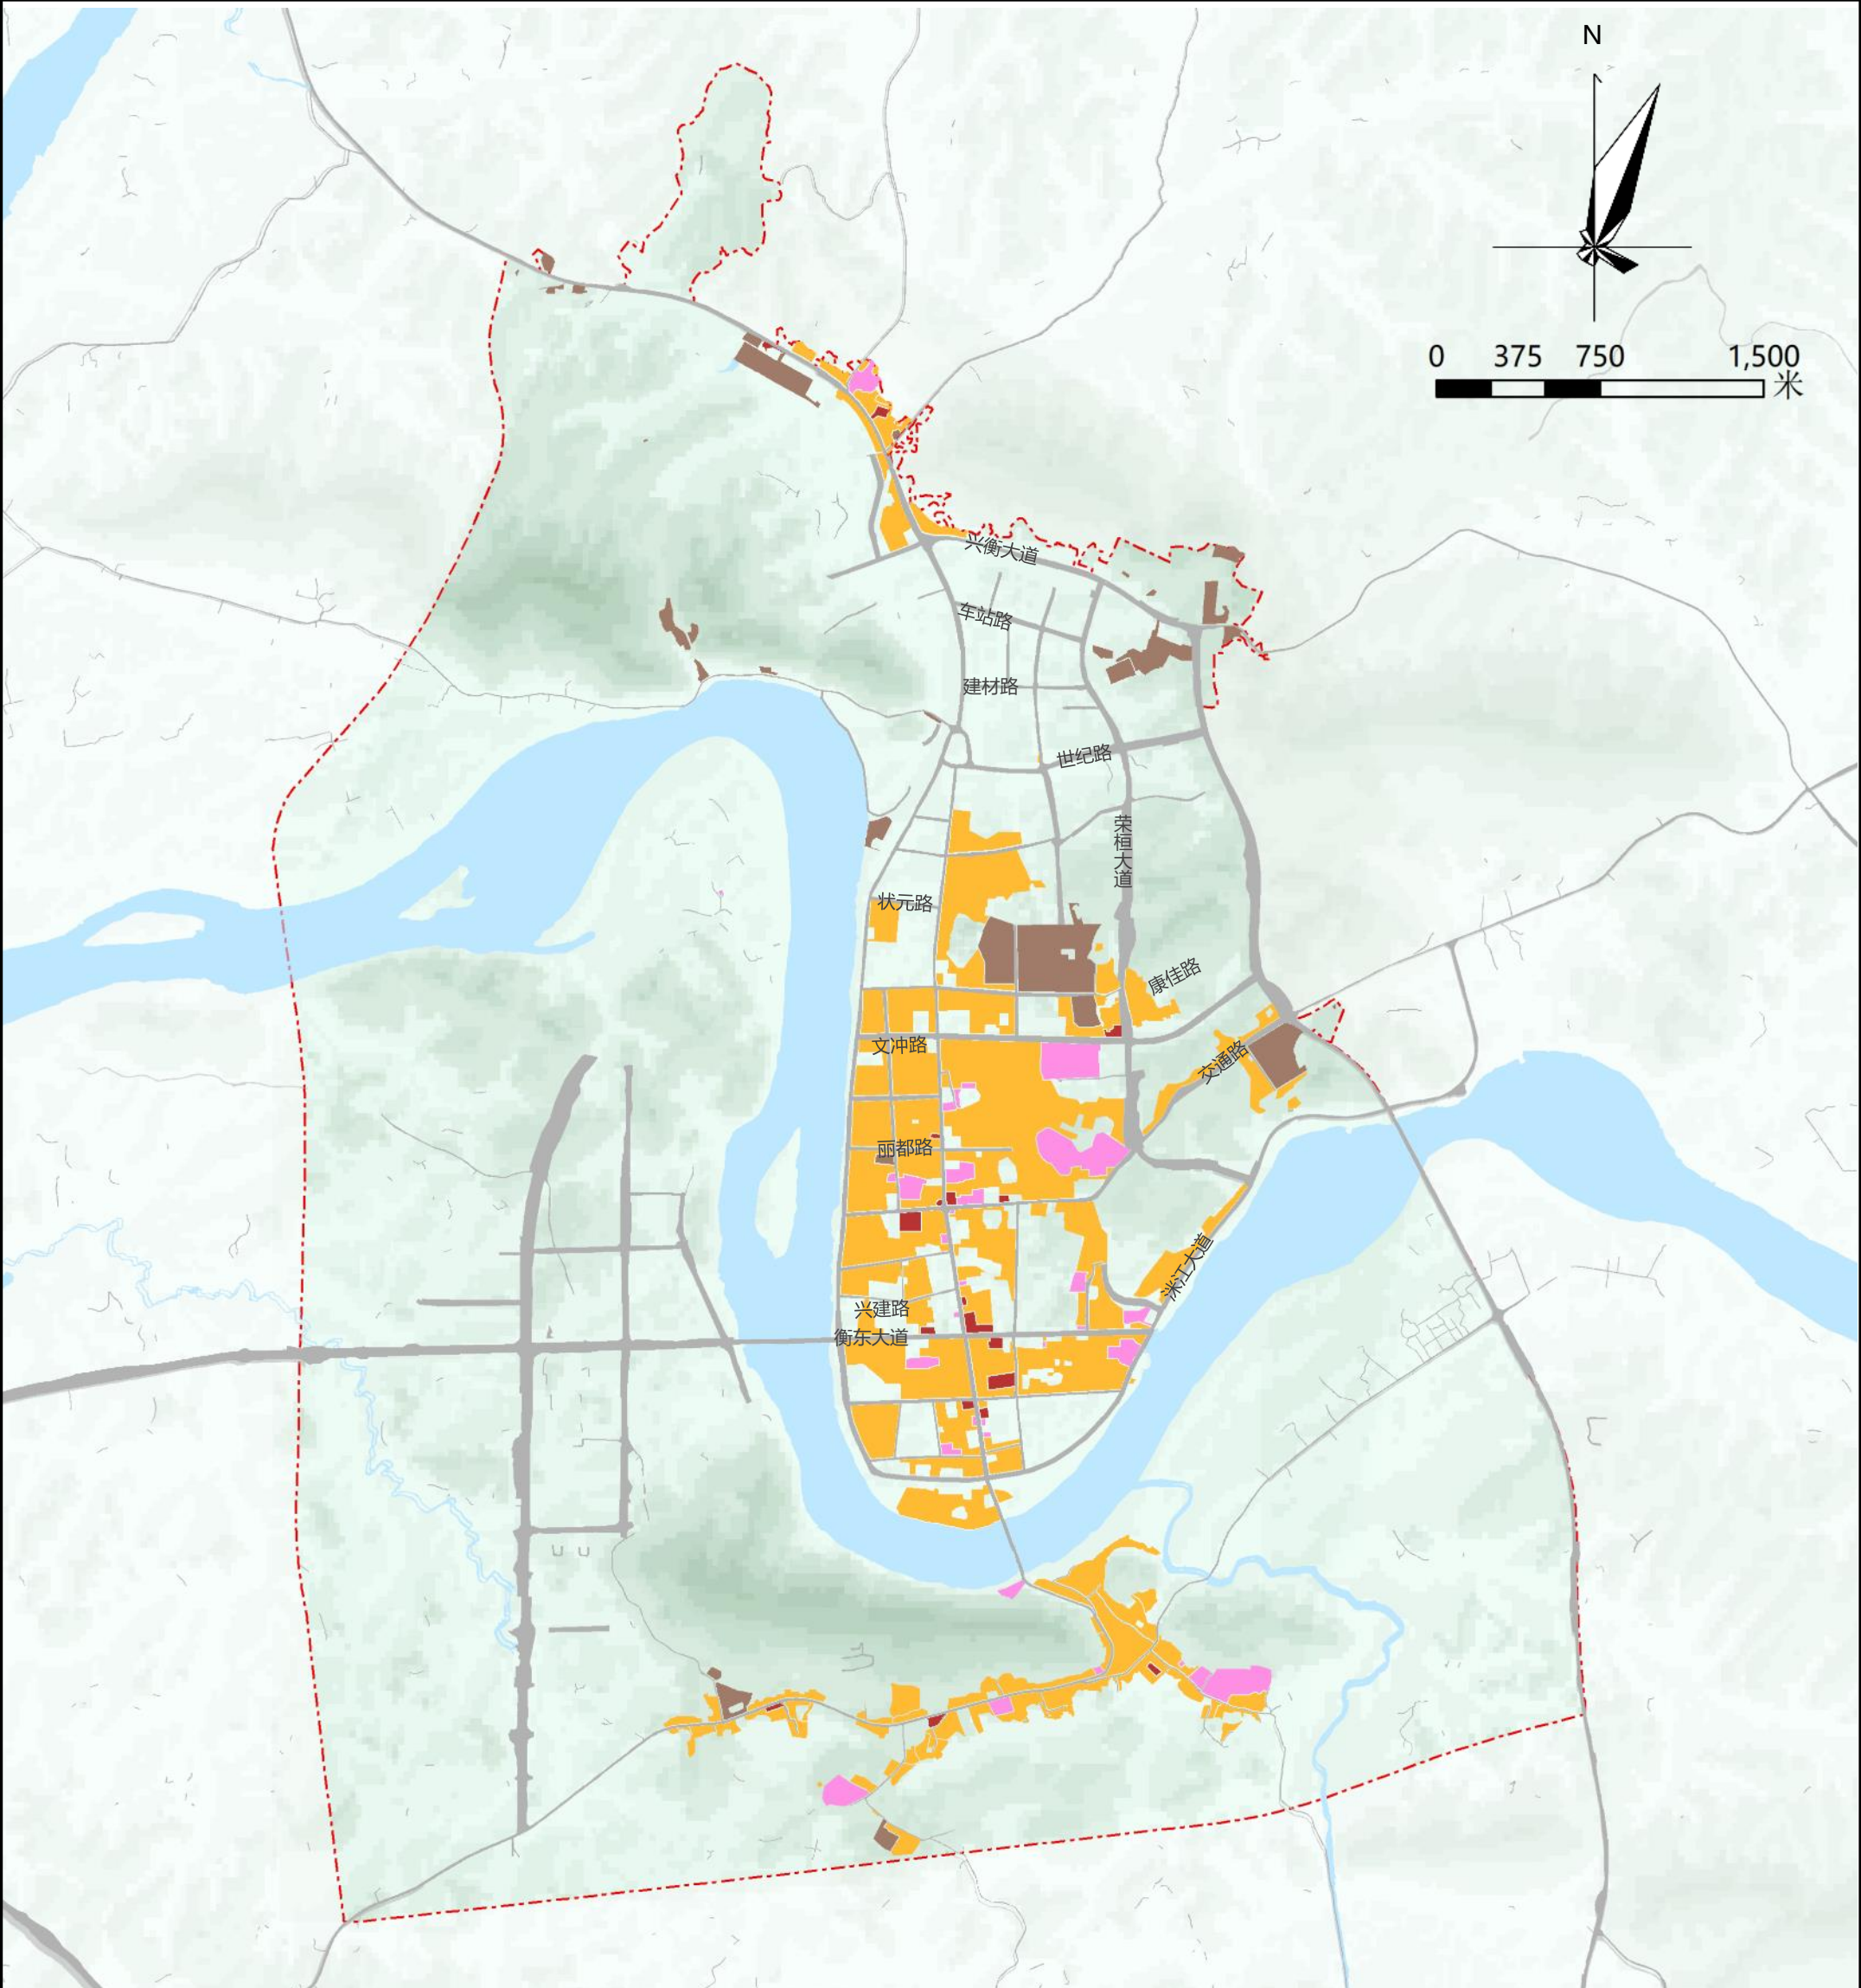 N
0 375 750 1,500
米
兴衡大道
车站路
建材路
世纪路
荣桓大道
状元路
康佳路
文冲路
交通路
丽都路
洣江大道
兴建路
衡东大道